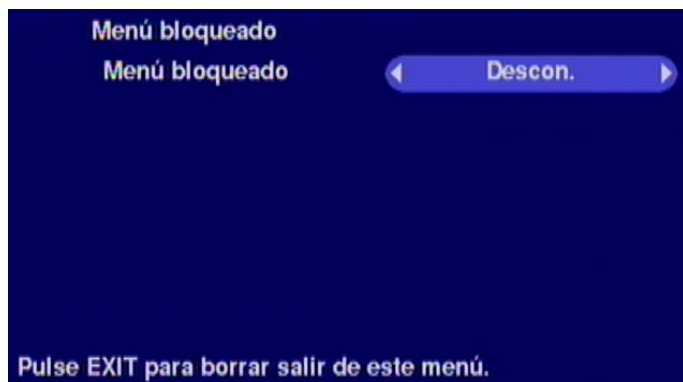 Menú bloqueado
Menú bloqueado Descon.
Pulse EXIT para borrar salir de este menú.